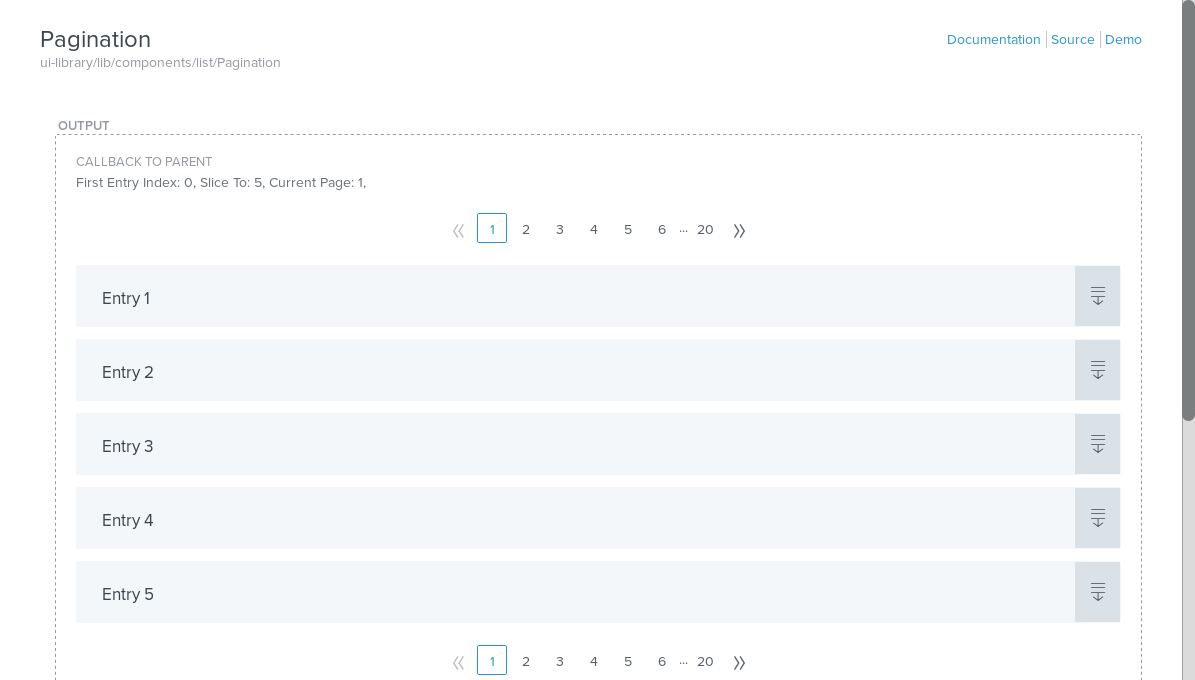 Pagination
Documentation Source Demo
ui-library/lib/components/list/Pagination
OUTPUT
CALLBACK TO PARENT
First Entry Index: 0, Slice To: 5, Current Page: 1,
1 2 3 4 5 6 ... 20
Entry 1
Entry 2
Entry 3
Entry 4
Entry 5
1 2 3 4 5 6 ... 20